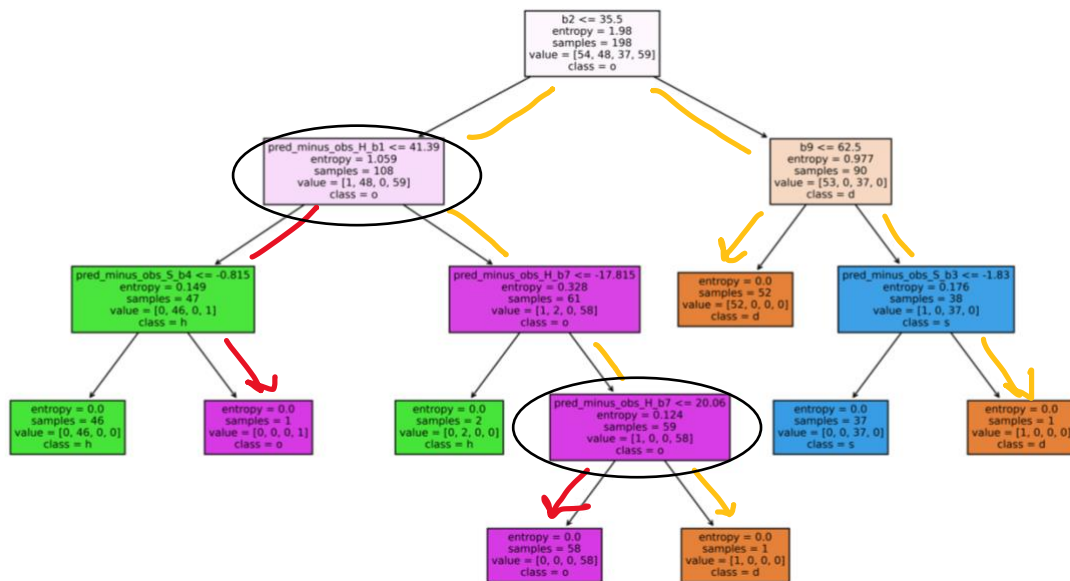 b2 <= 35.5
entropy = 1.98
samples = 198
value = [54, 48, 37, 59]
class = o
pred_minus_obs_H_b1 <= 41.39
entropy = 1.059
samples = 108
value = [1, 48, 0, 59]
class = o
b9 <= 62.5
entropy = 0.977
samples = 90
value = [53, 0, 37, 0]
class = d
pred_minus_obs_S_b4 <= -0.815
entropy = 0.149
samples = 47
value = [0, 46, 0, 1]
class = h
pred_minus_obs_H_b7 <= -17.815
entropy = 0.328
samples = 61
value = [1, 2, 0, 58]
class = o
entropy = 0.0
samples = 52
value = [52, 0, 0, 0]
class = d
pred_minus_obs_S_b3 <= -1.83
entropy = 0.176
samples = 38
value = [1, 0, 37, 0]
class = s
entropy = 0.0
samples = 46
value = [0, 46, 0, 0]
class = h
entropy = 0.0
samples = 1
value = [0, 0, 0, 1]
class = o
entropy = 0.0
samples = 2
value = [0, 2, 0, 0]
class = h
pred_minus_obs_H_b7 <= 20.06
entropy = 0.124
samples = 59
value = [1, 0, 0, 58]
class = o
entropy = 0.0
samples = 37
value = [0, 0, 37, 0]
class = s
entropy = 0.0
samples = 1
value = [1, 0, 0, 0]
class = d
entropy = 0.0
samples = 58
value = [0, 0, 0, 58]
class = o
entropy = 0.0
samples = 1
value = [1, 0, 0, 0]
class = d